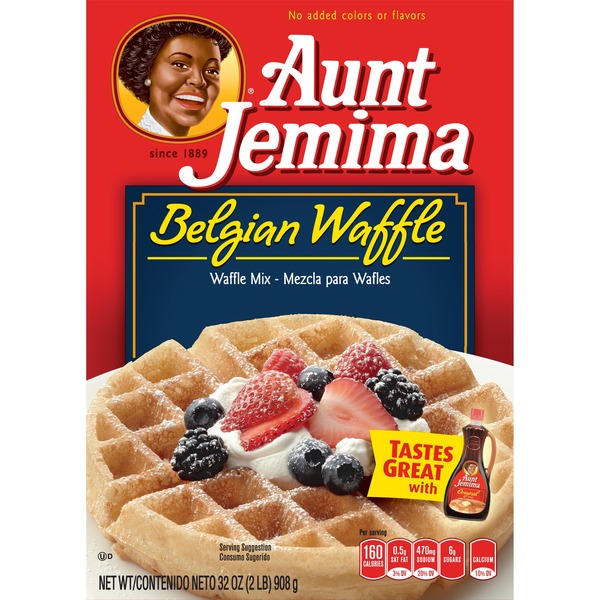 No added colors or flavors
Aunt
Jemima
®
since 1889
Belgian Waffle
Waffle Mix - Mezcla para Wafles
TASTES
GREAT
with
Aunt
Jemima
Original
Serving Suggestion
Consumo Sugerido
U D
NET WT/CONTENIDO NETO 32 OZ (2 LB) 908 g
Per serving
160
CALORIES
0.5g
SAT FAT
3% DV
470mg
SODIUM
20% DV
6g
SUGARS
CALCIUM
10% DV